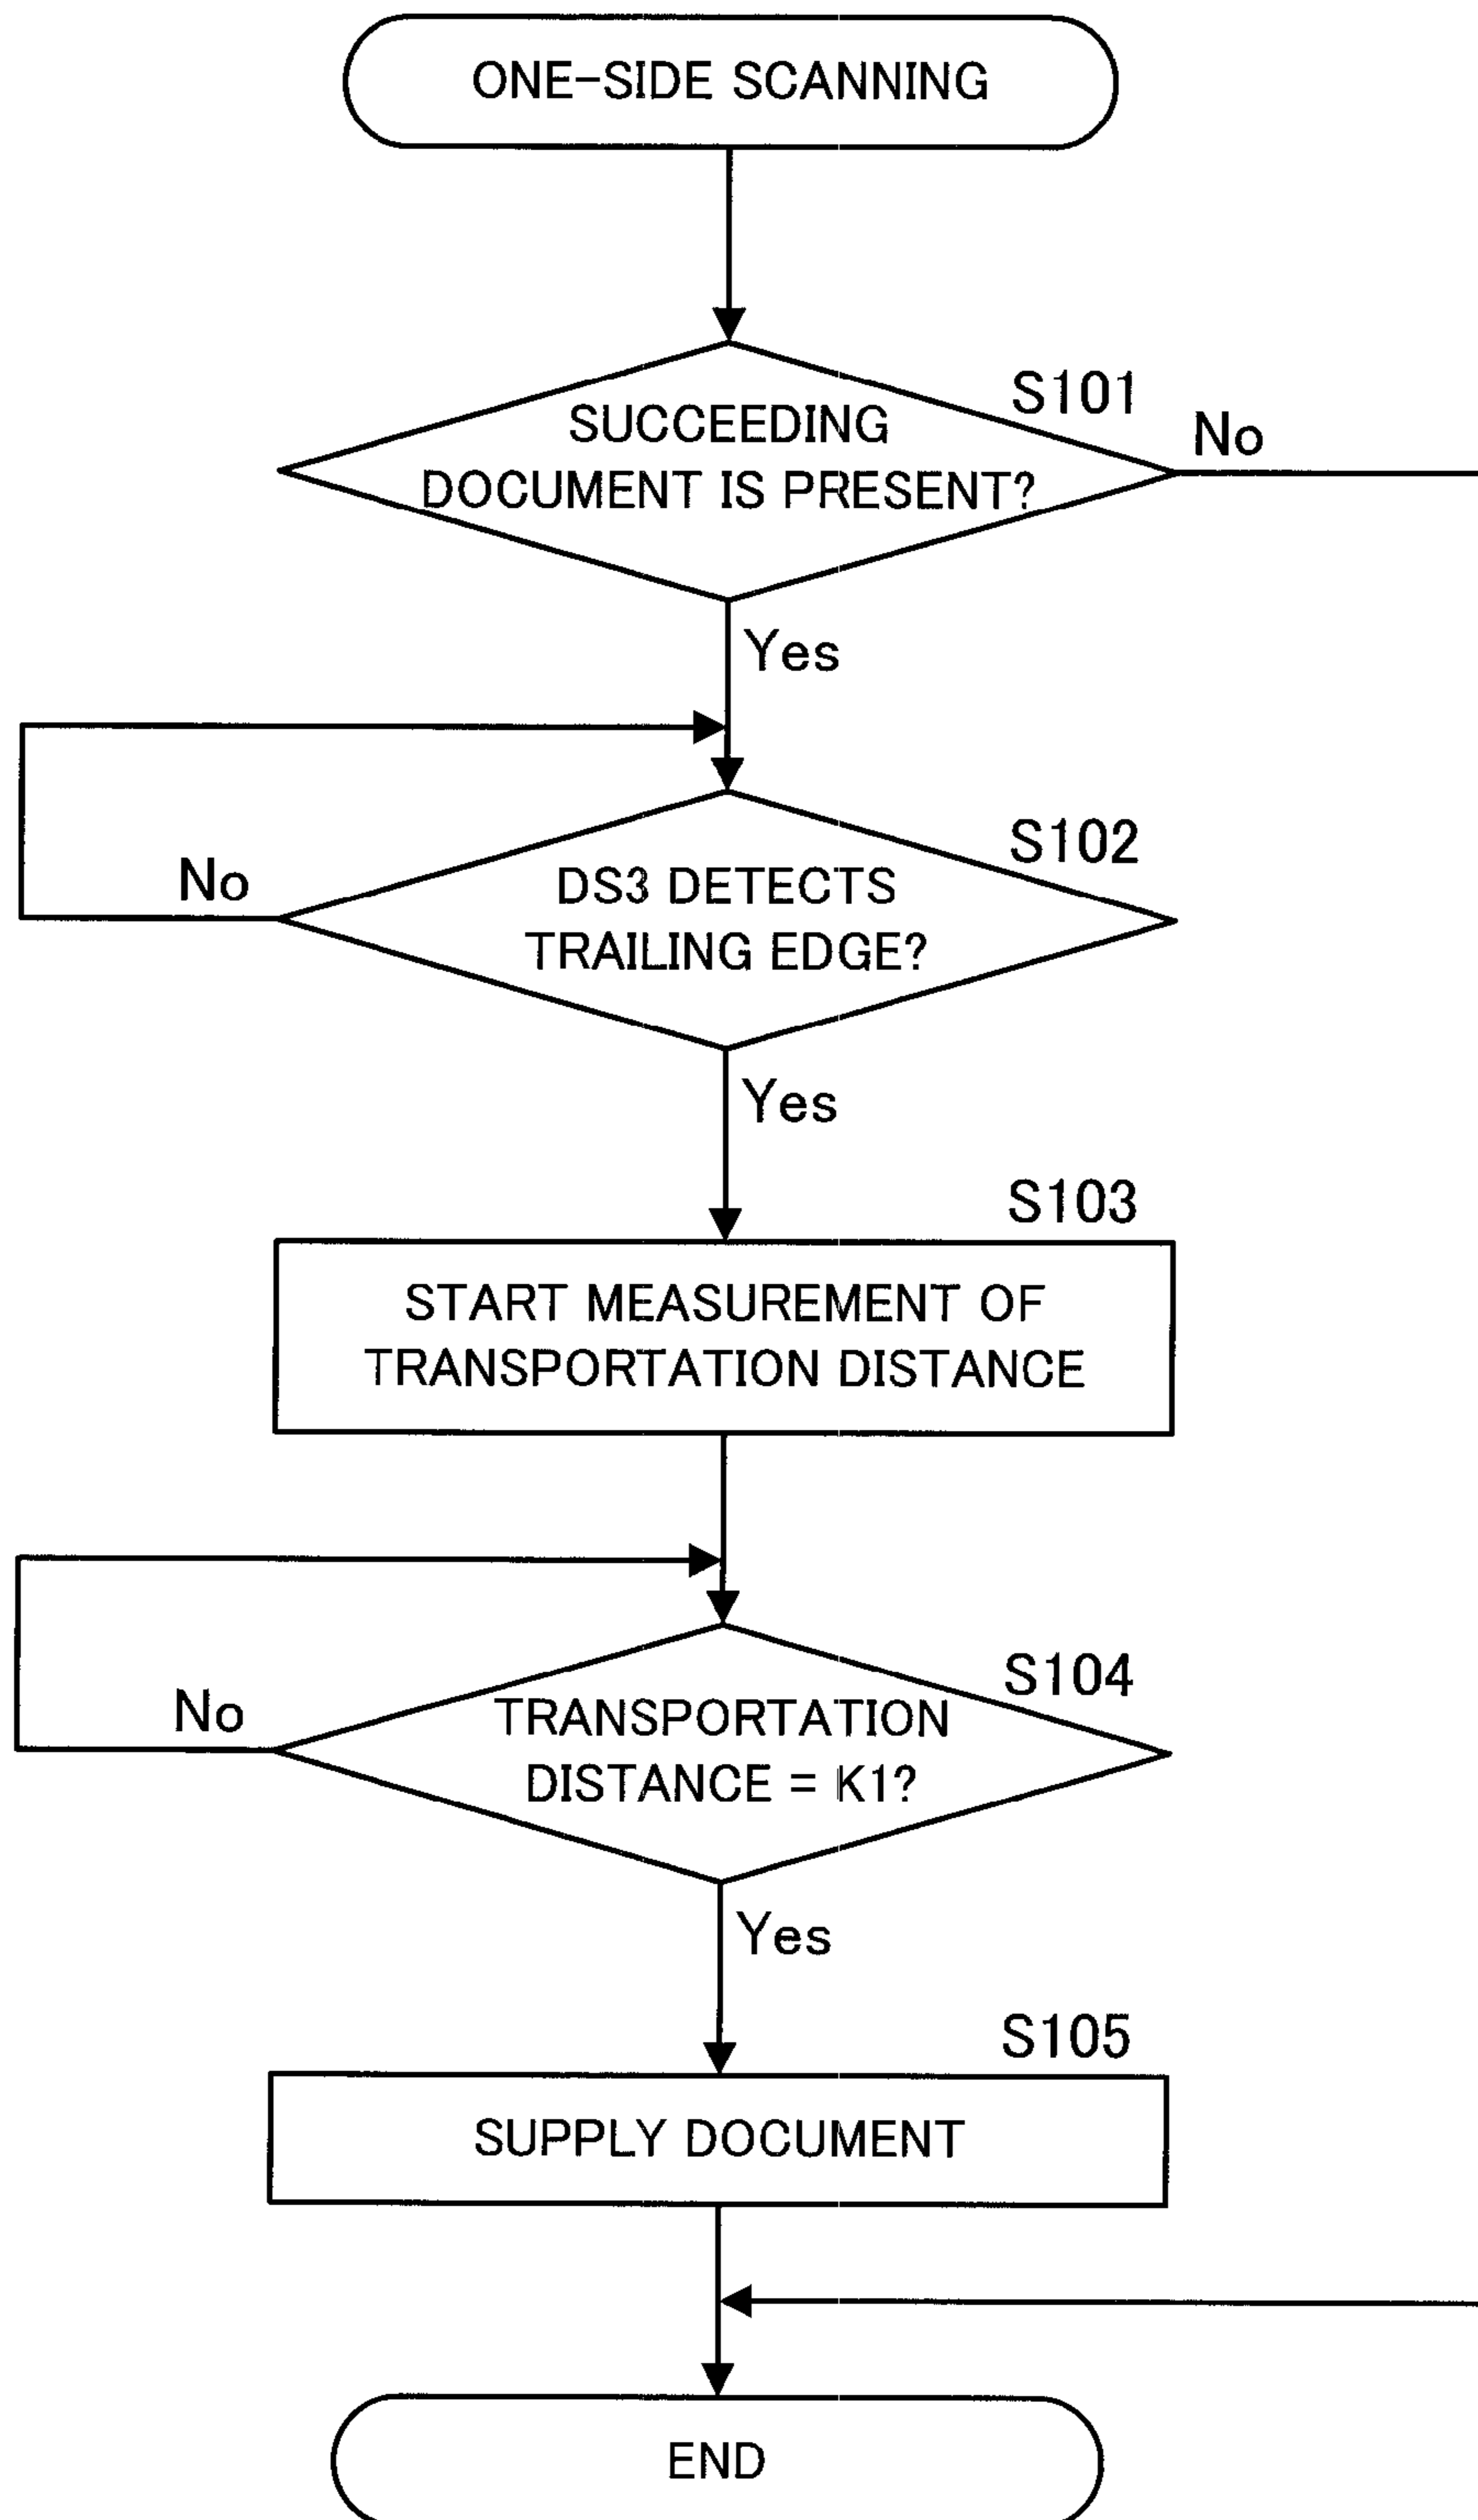 ONE-SIDE SCANNING
S101
No
SUCCEEDING
DOCUMENT IS PRESENT?
Yes
S102
No
DS3 DETECTS
TRAILING EDGE?
Yes
S103
START MEASUREMENT OF
TRANSPORTATION DISTANCE
S104
No
TRANSPORTATION
DISTANCE = K1?
Yes
S105
SUPPLY DOCUMENT
END